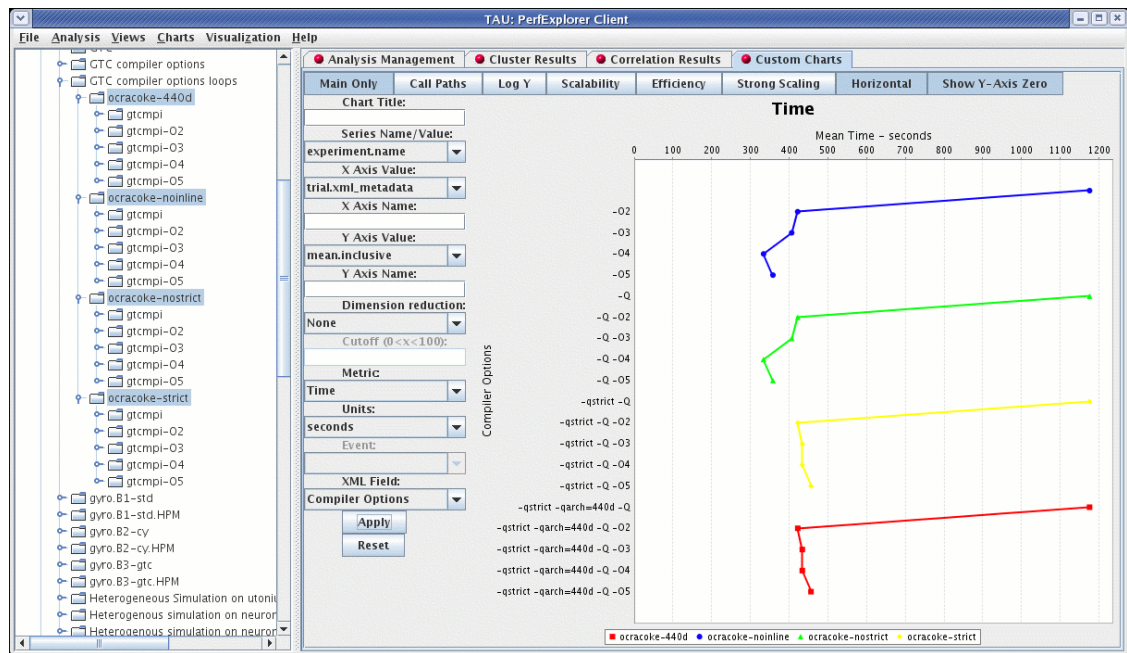 TAU: PerfExplorer Client
File Analysis Views Charts Visualization Help
GTC
GTC compiler options
GTC compiler options loops
ocracoke-440d
gtcmpi
gtcmpi-O2
gtcmpi-O3
gtcmpi-O4
gtcmpi-O5
ocracoke-noinline
gtcmpi
gtcmpi-O2
gtcmpi-O3
gtcmpi-O4
gtcmpi-O5
ocracoke-nostrict
gtcmpi
gtcmpi-O2
gtcmpi-O3
gtcmpi-O4
gtcmpi-O5
ocracoke-strict
gtcmpi
gtcmpi-O2
gtcmpi-O3
gtcmpi-O4
gtcmpi-O5
gyro.B1-std
gyro.B1-std.HPM
gyro.B2-cy
gyro.B2-cy.HPM
gyro.B3-gtc
gyro.B3-gtc.HPM
Heterogeneous Simulation on utoniu
Heterogenous simulation on neuron
Heterogenous simulation on neuron
Analysis Management Cluster Results Correlation Results Custom Charts
Main Only Call Paths Log Y Scalability Efficiency Strong Scaling Horizontal Show Y-Axis Zero
Chart Title:
Series Name/Value:
experiment.name
X Axis Value:
trial.xml_metadata
X Axis Name:
Y Axis Value:
mean.inclusive
Y Axis Name:
Dimension reduction:
None
Cutoff (0<x<100):
Metric:
Time
Units:
seconds
Event:
XML Field:
Compiler Options
Apply
Reset
Time
Mean Time - seconds
0 100 200 300 400 500 600 700 800 900 1000 1100 1200
Compiler Options
-O2
-O3
-O4
-O5
-Q
-Q -O2
-Q -O3
-Q -O4
-Q -O5
-qstrict -Q
-qstrict -Q -O2
-qstrict -Q -O3
-qstrict -Q -O4
-qstrict -Q -O5
-qstrict -qarch=440d -Q
-qstrict -qarch=440d -Q -O2
-qstrict -qarch=440d -Q -O3
-qstrict -qarch=440d -Q -O4
-qstrict -qarch=440d -Q -O5
ocracoke-440d ocracoke-noinline ocracoke-nostrict ocracoke-strict